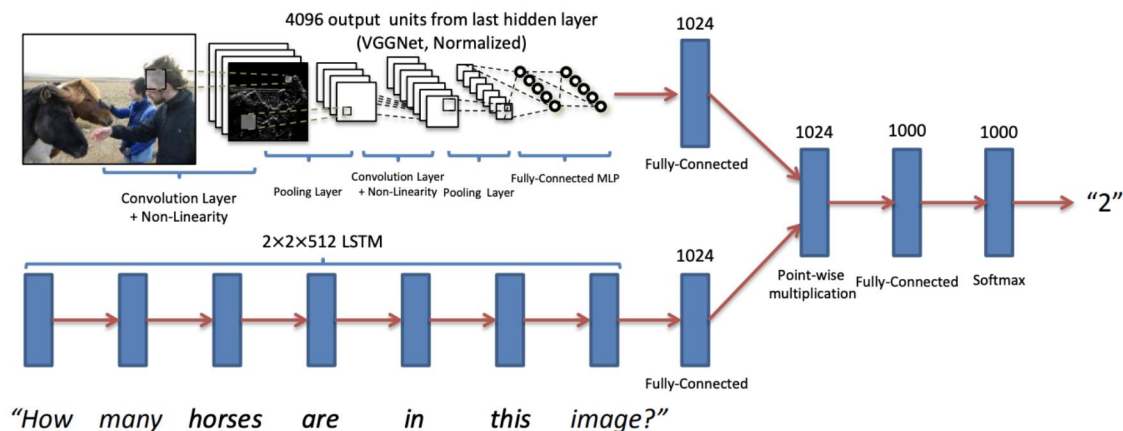 4096 output units from last hidden layer
(VGGNet, Normalized)
1024
Fully-Connected
Convolution Layer
+ Non-Linearity
Pooling Layer
Convolution Layer
+ Non-Linearity
Pooling Layer
Fully-Connected MLP
2×2×512 LSTM
1024
Fully-Connected
1024
Point-wise
multiplication
1000
Fully-Connected
1000
Softmax
“2”
“How many horses are in this image?”